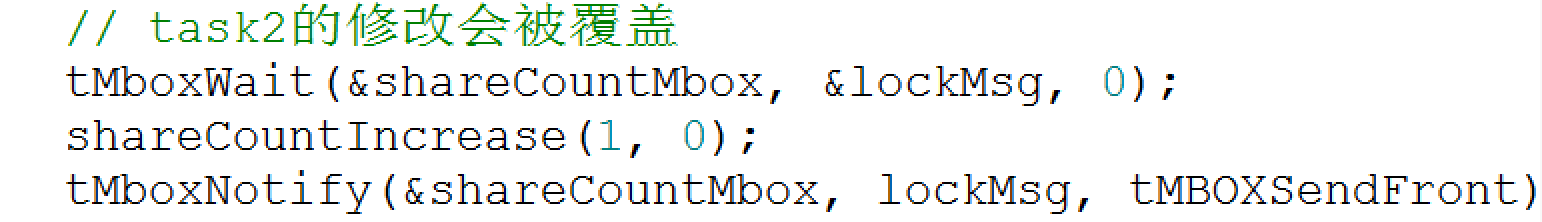 // task2的修改会被覆盖
tMboxWait(&shareCountMbox, &lockMsg, 0);
shareCountIncrease(1, 0);
tMboxNotify(&shareCountMbox, lockMsg, tMBOXSendFront)